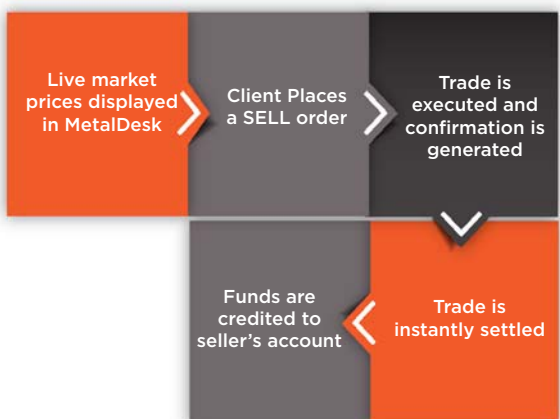 Live market
prices displayed
in MetalDesk
Client Places
a SELL order
Trade is
executed and
confirmation is
generated
Trade is
instantly settled
Funds are
credited to
seller's account